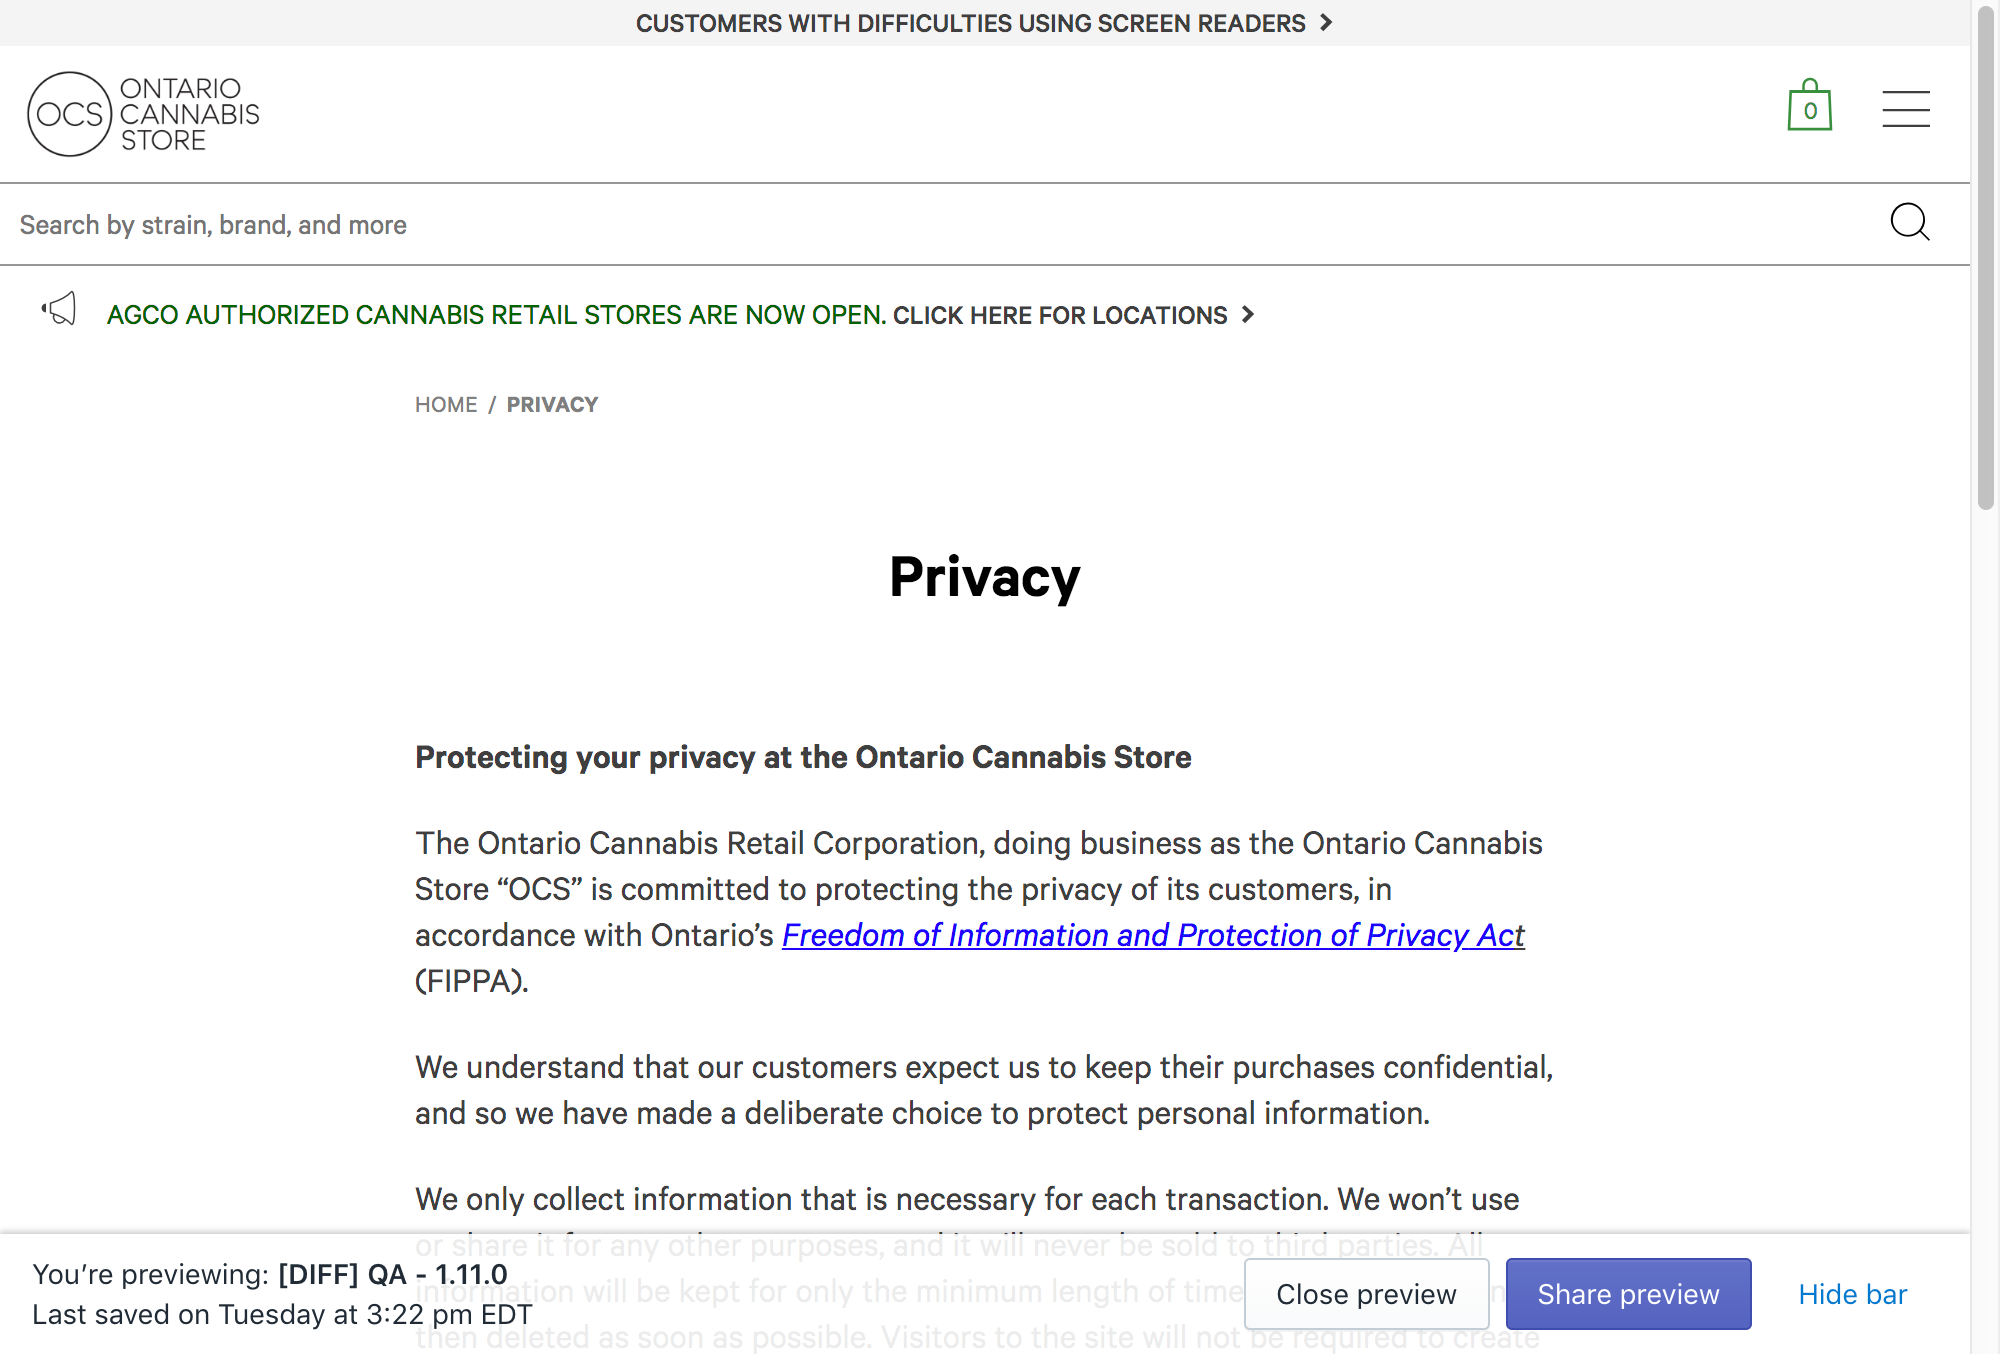 CUSTOMERS WITH DIFFICULTIES USING SCREEN READERS
OCS
ONTARIO
CANNABIS
STORE
0
Search by strain, brand, and more
AGCO AUTHORIZED CANNABIS RETAIL STORES ARE NOW OPEN. CLICK HERE FOR LOCATIONS
HOME / PRIVACY
Privacy
Protecting your privacy at the Ontario Cannabis Store
The Ontario Cannabis Retail Corporation, doing business as the Ontario Cannabis
Store “OCS” is committed to protecting the privacy of its customers, in
accordance with Ontario’s Freedom of Information and Protection of Privacy Act
(FIPPA).
We understand that our customers expect us to keep their purchases confidential,
and so we have made a deliberate choice to protect personal information.
We only collect information that is necessary for each transaction. We won’t use
or share it for any other purposes, and it will never be sold to third parties. All
information will be kept for only the minimum length of time
then deleted as soon as possible. Visitors to the site will not be required to create
You’re previewing: [DIFF] QA - 1.11.0
Last saved on Tuesday at 3:22 pm EDT
Close preview
Share preview
Hide bar